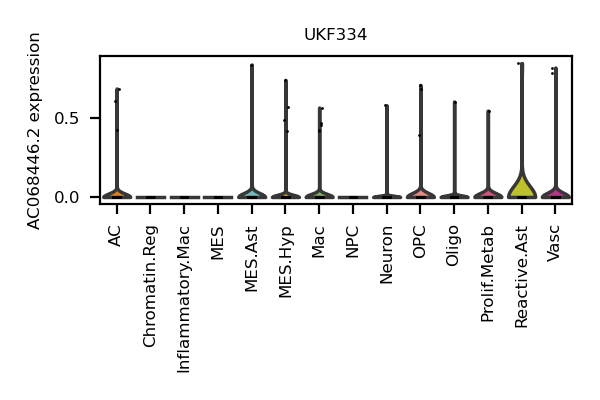 UKF334
AC068446.2 expression
0.5
0.0
AC
Chromatin.Reg
Inflammatory.Mac
MES
MES.Ast
MES.Hyp
Mac
NPC
Neuron
OPC
Oligo
Prolif.Metab
Reactive.Ast
Vasc